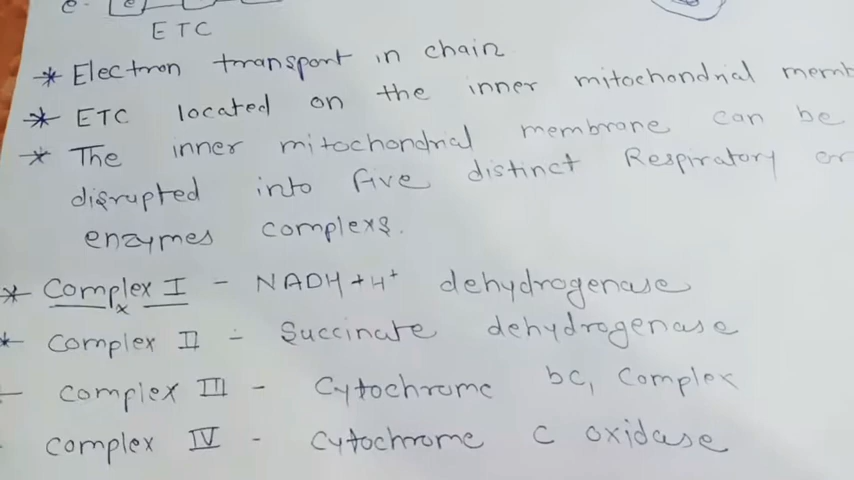 e- e
ETC
* Electron transport in chain
* ETC located on the inner mitochondrial memb
* The inner mitochondrial membrane can be
disrupted into five distinct Respiratory or
enzymes complexs.
* Complex I - NADH+H+ dehydrogenase
* Complex II - Succinate dehydrogenase
- complex III - Cytochrome bc₁ complex
- complex IV - cytochrome c oxidase